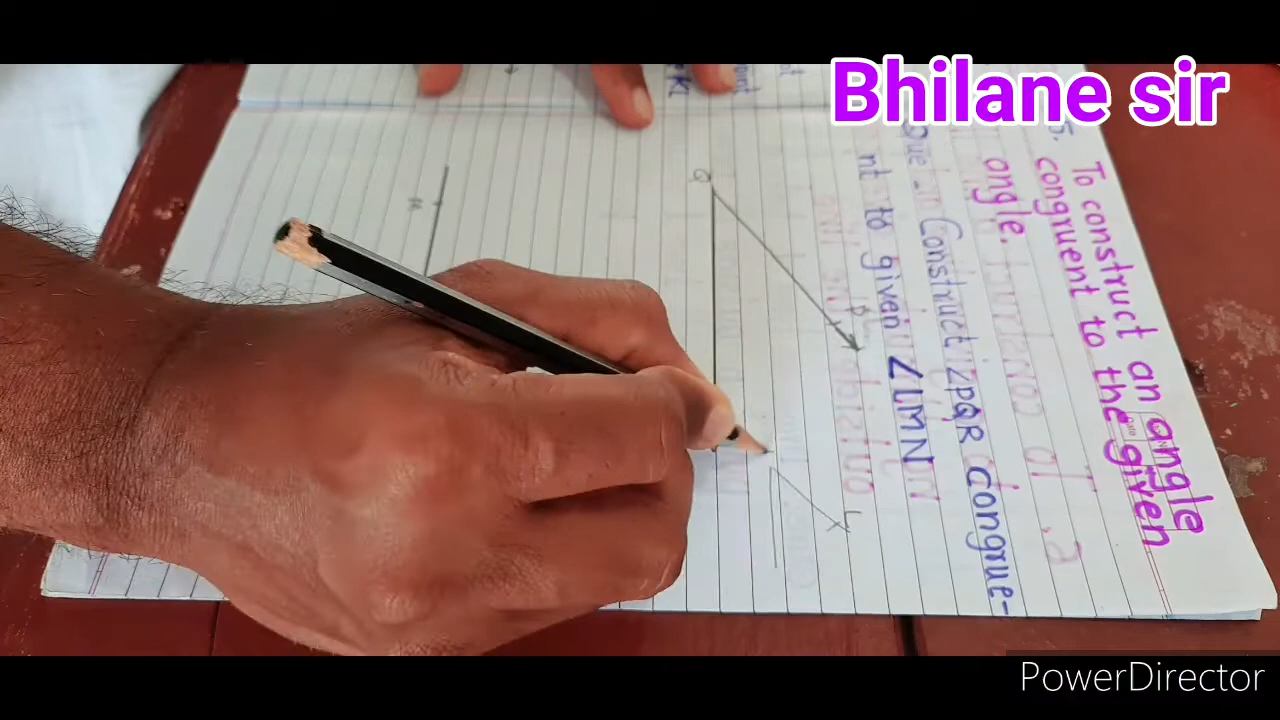 Bhilane sir
5. To construct an angle
congruent to the given
angle.
Construct ∠PQR congrue-
nt to given ∠LMN
Q
P
L
M
PowerDirector